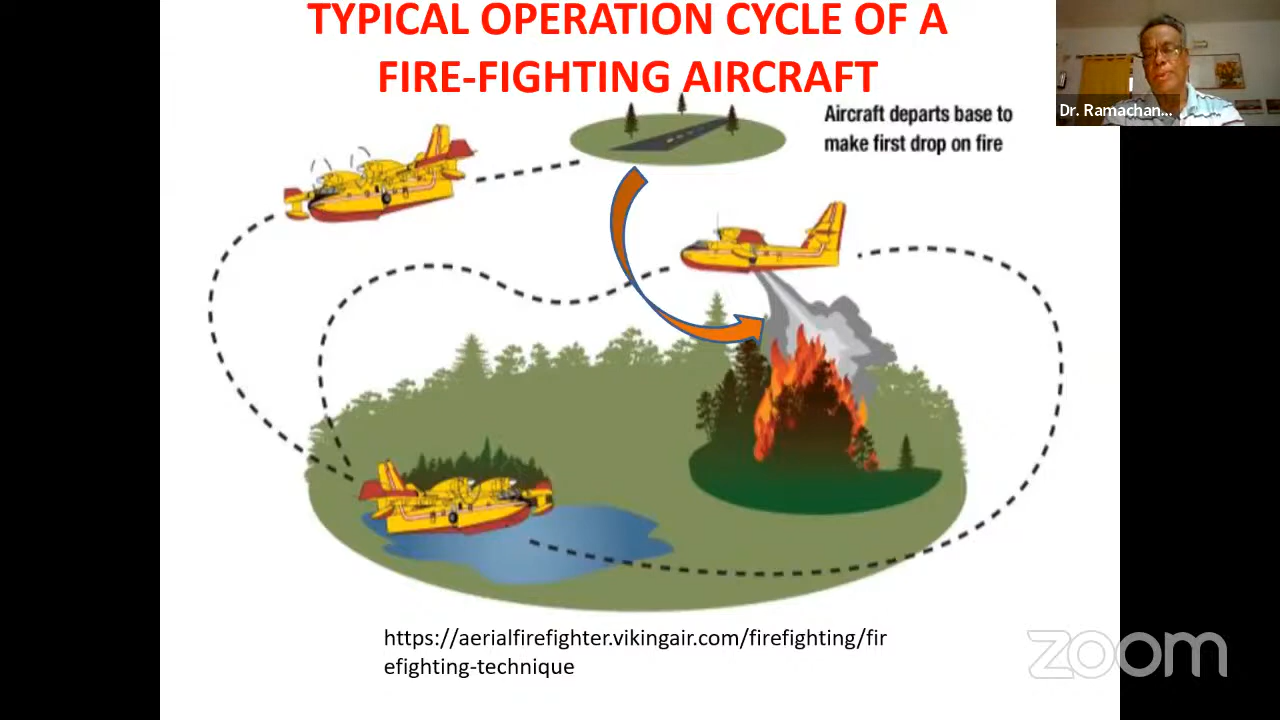 TYPICAL OPERATION CYCLE OF A
FIRE-FIGHTING AIRCRAFT
Dr. Ramachan...
Aircraft departs base to
make first drop on fire
https://aerialfirefighter.vikingair.com/firefighting/fir
efighting-technique
zoom